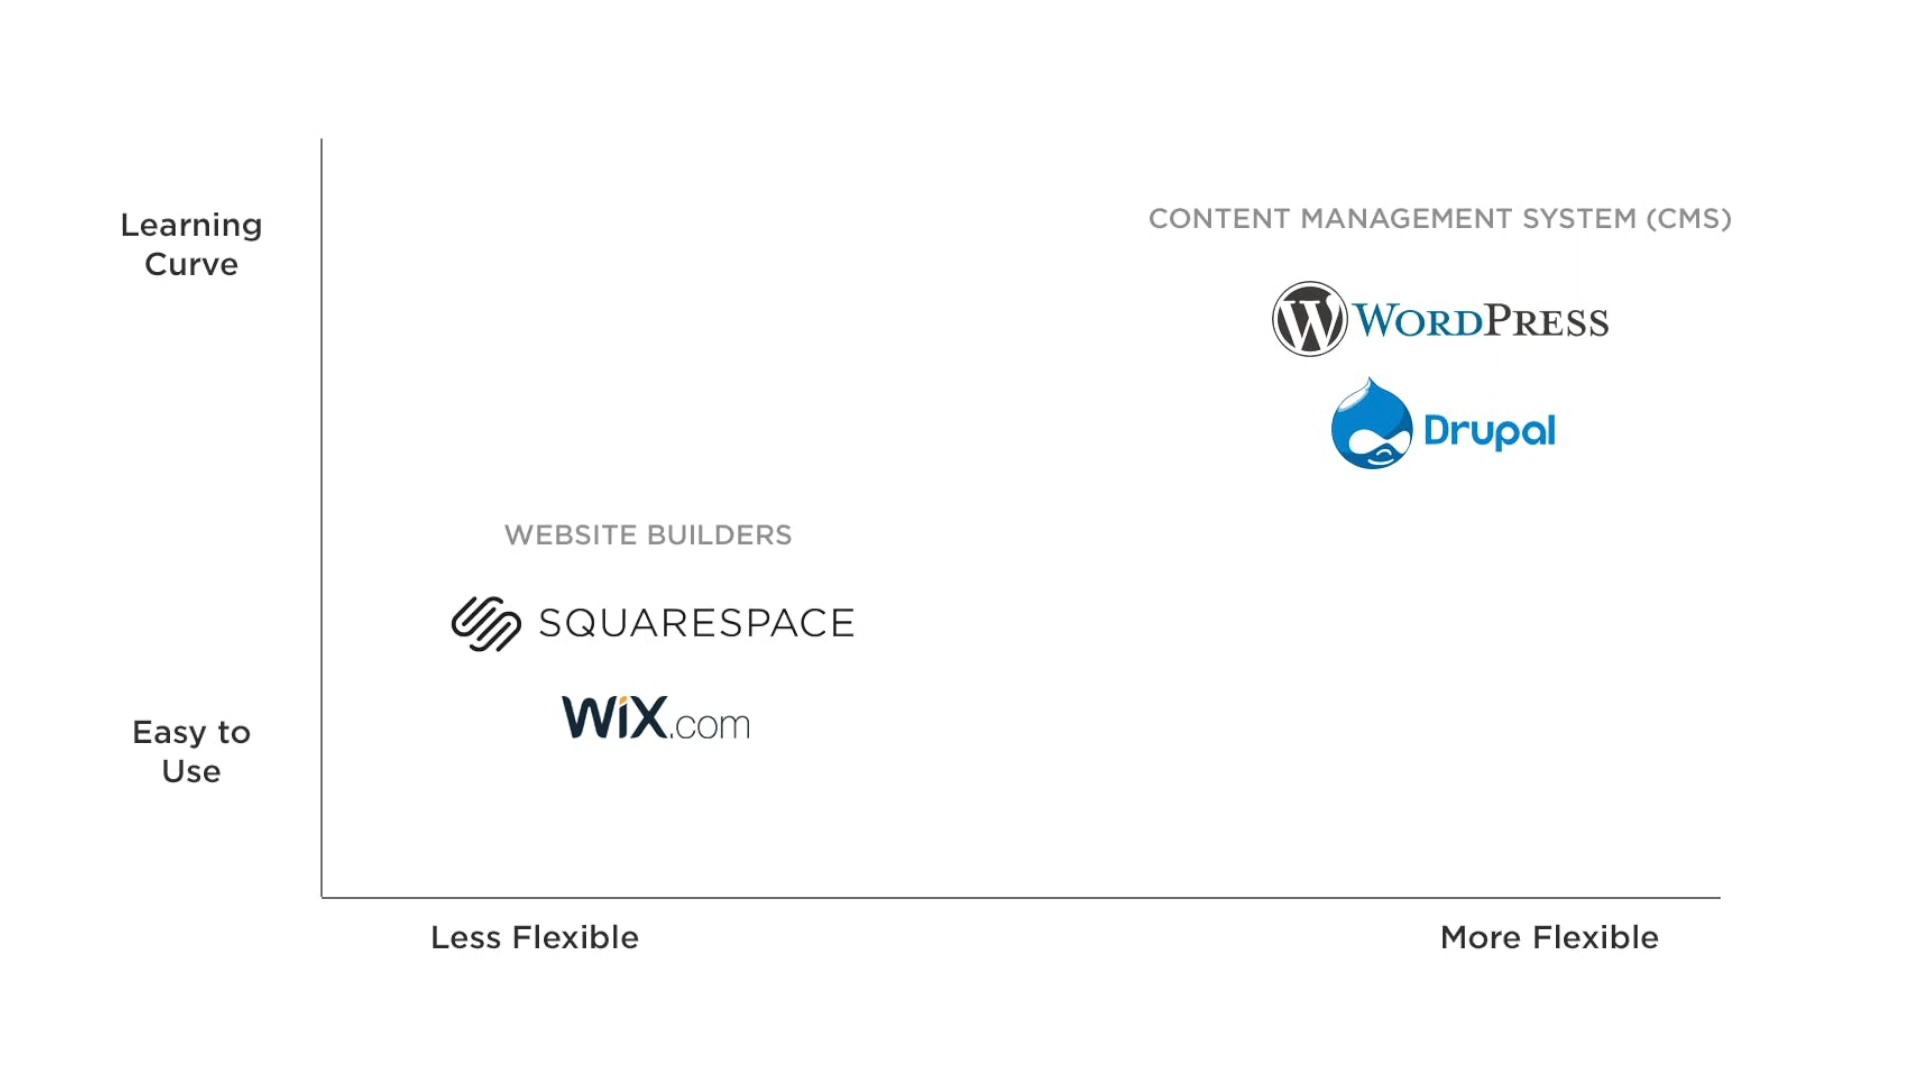 Learning
Curve
CONTENT MANAGEMENT SYSTEM (CMS)
WORDPRESS
Drupal
WEBSITE BUILDERS
SQUARESPACE
WiX.com
Easy to
Use
Less Flexible
More Flexible